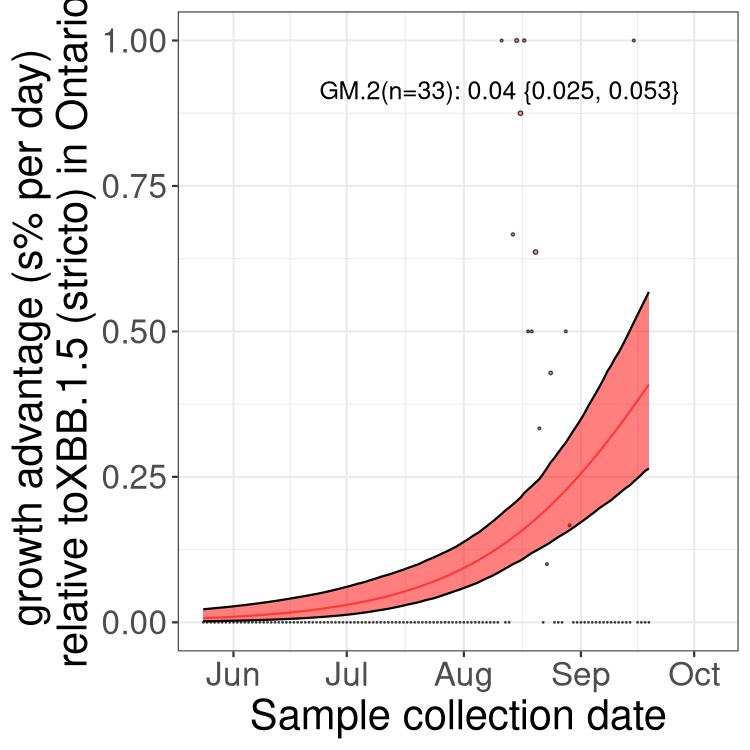 growth advantage (s% per day)
relative toXBB.1.5 (stricto) in Ontario
1.00
0.75
0.50
0.25
0.00
GM.2(n=33): 0.04 {0.025, 0.053}
Jun Jul Aug Sep Oct
Sample collection date